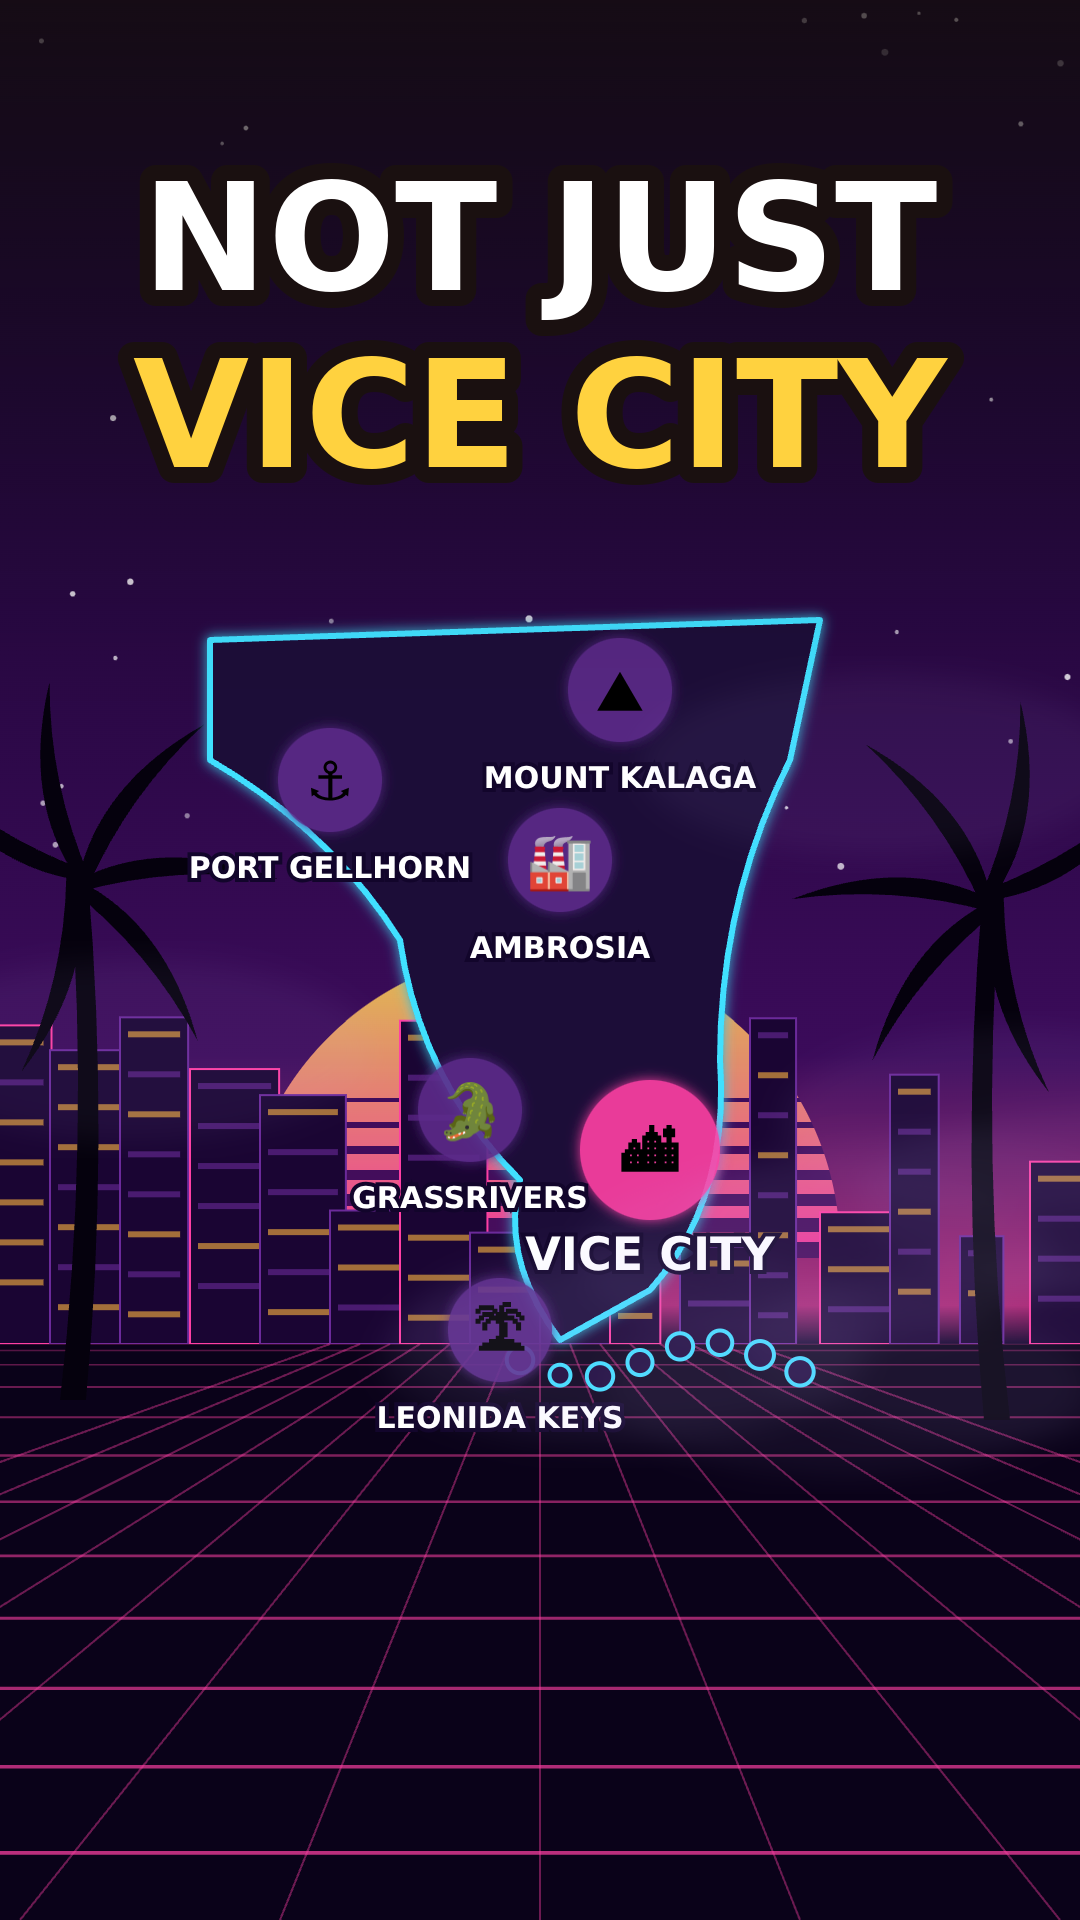 NOT JUST
VICE CITY
MOUNT KALAGA
PORT GELLHORN
AMBROSIA
GRASSRIVERS
VICE CITY
LEONIDA KEYS